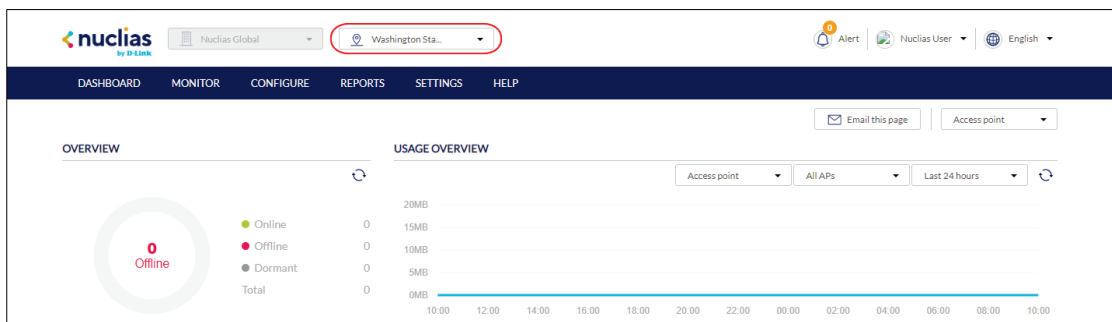 nuclias
by D-Link
Nuclias Global
Washington Sta...
0
Alert
Nuclias User
English
DASHBOARD MONITOR CONFIGURE REPORTS SETTINGS HELP
Email this page
Access point
OVERVIEW
0
Offline
Online 0
Offline 0
Dormant 0
Total 0
USAGE OVERVIEW
Access point
All APs
Last 24 hours
20MB
15MB
10MB
5MB
0MB
10:00 12:00 14:00 16:00 18:00 20:00 22:00 00:00 02:00 04:00 06:00 08:00 10:00